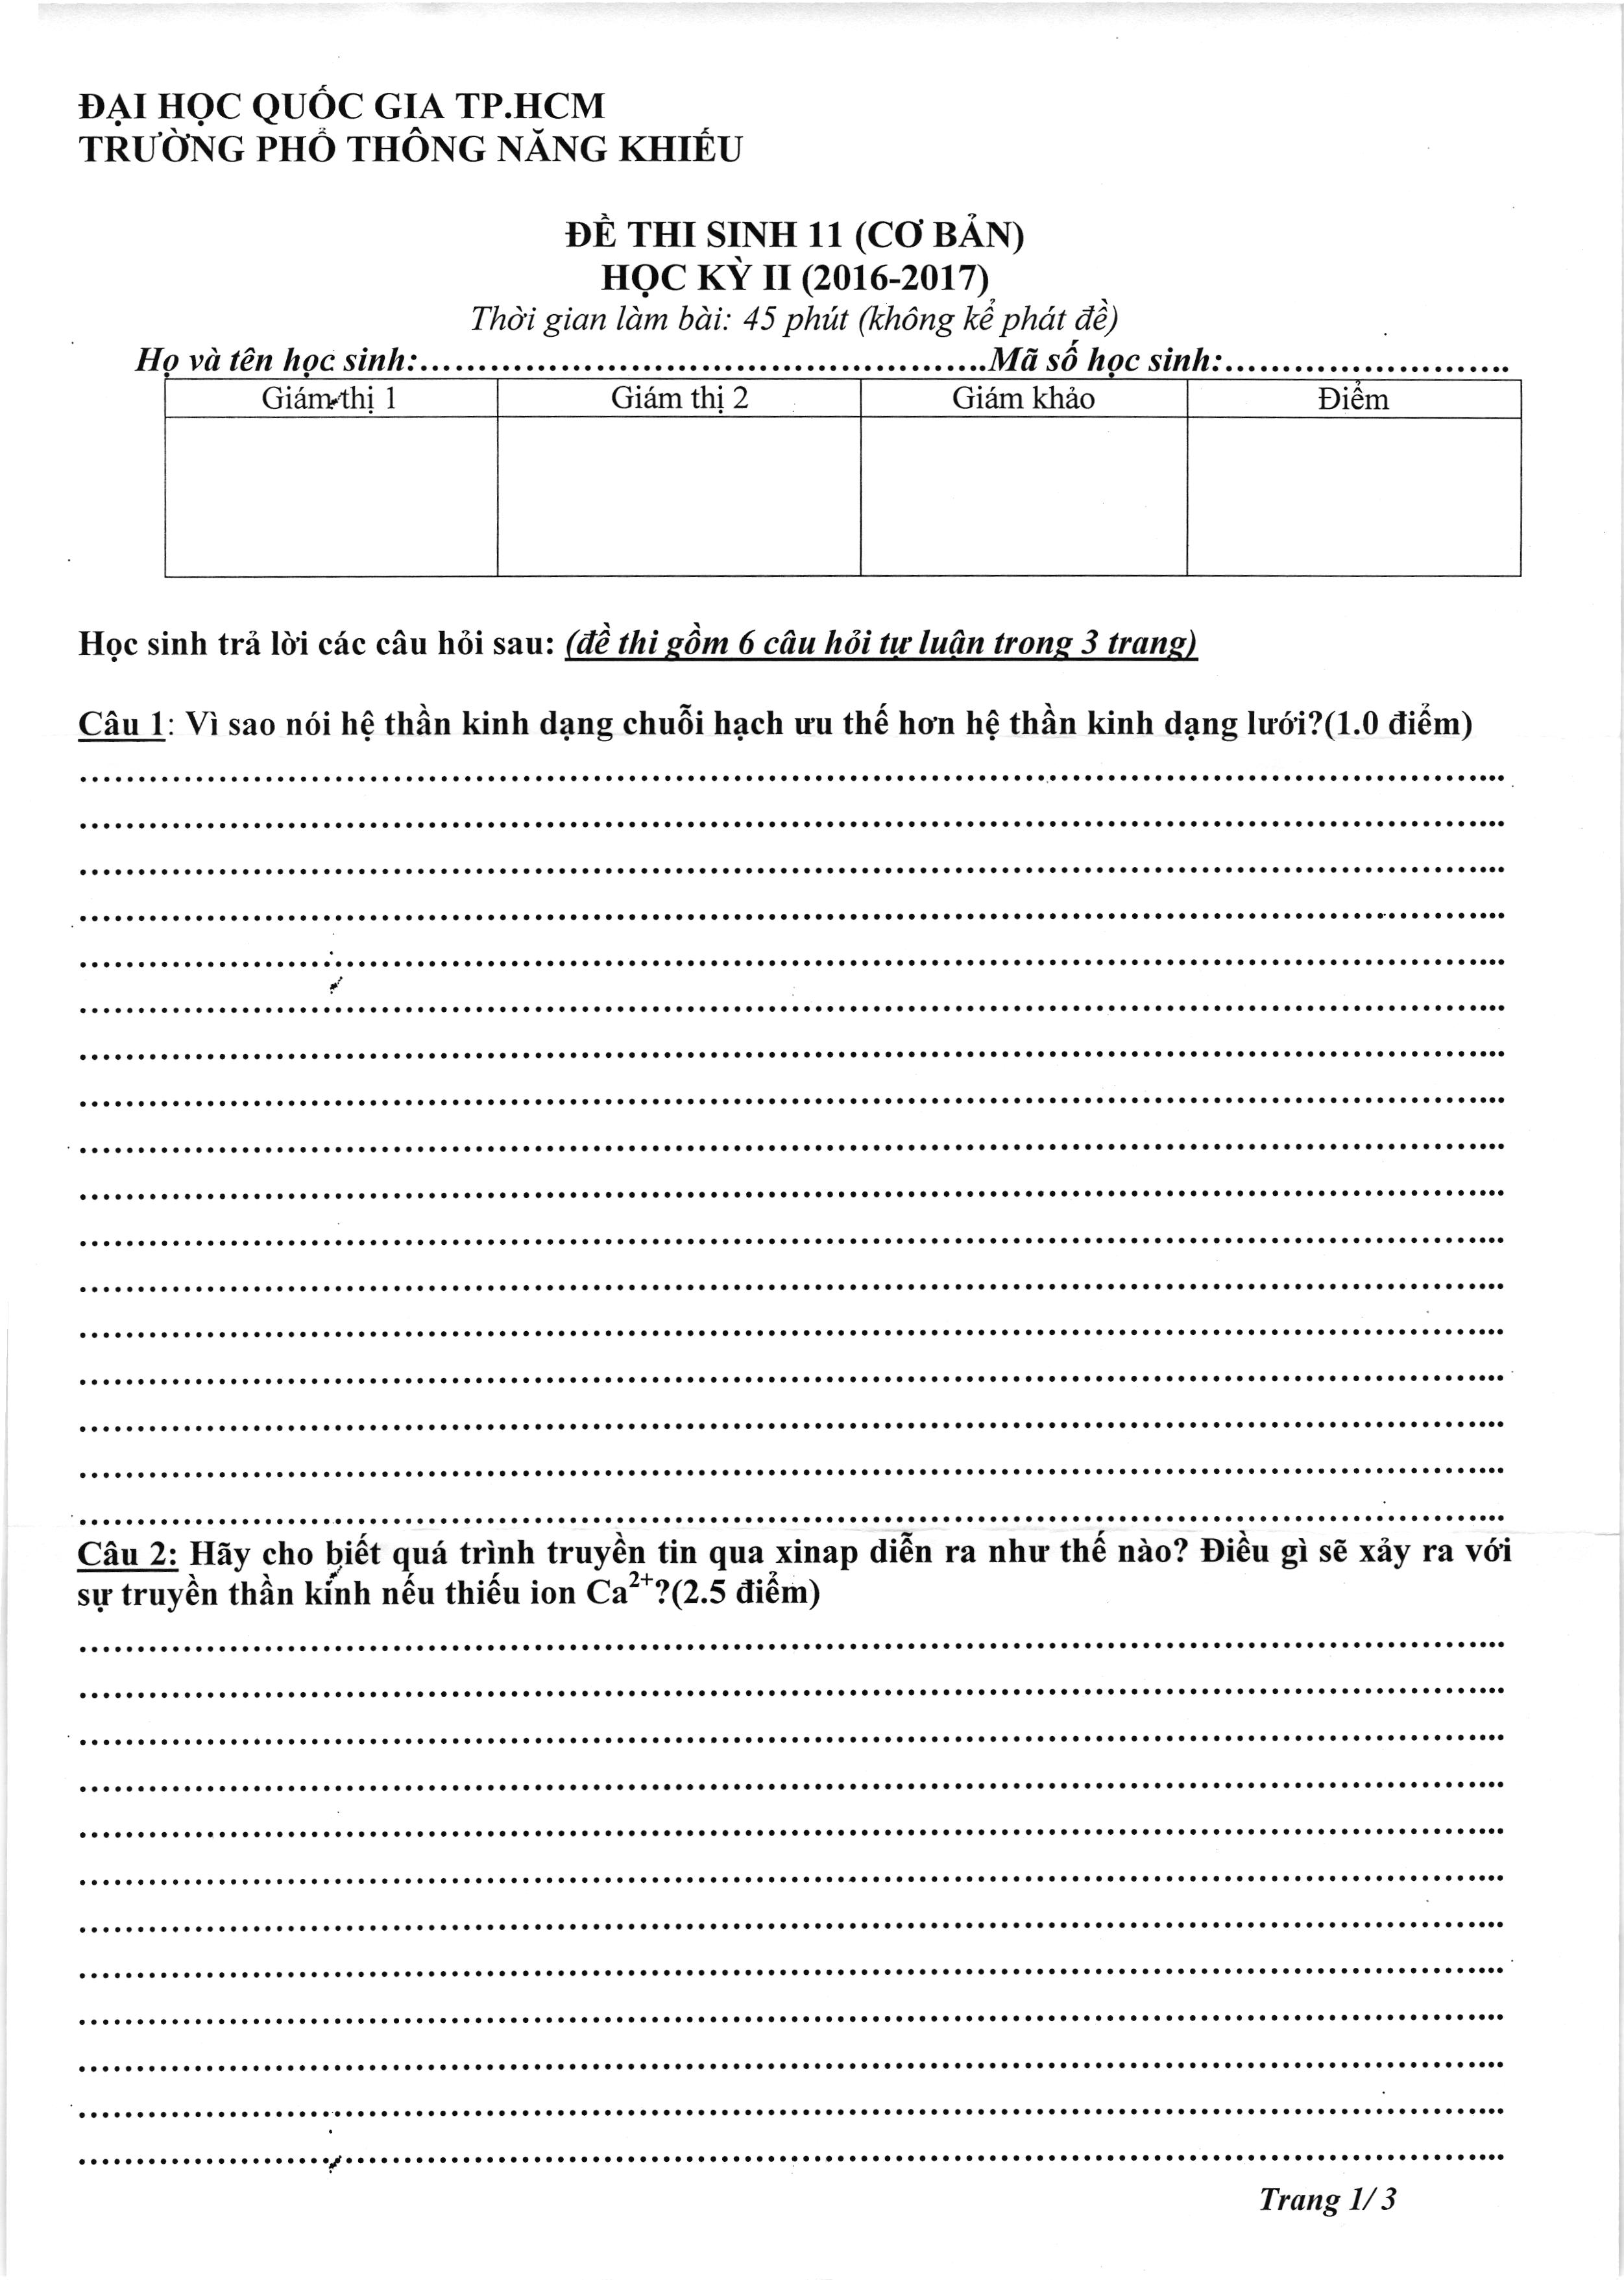 ĐẠI HỌC QUỐC GIA TP.HCM
TRƯỜNG PHỔ THÔNG NĂNG KHIẾU
ĐỀ THI SINH 11 (CƠ BẢN)
HỌC KỲ II (2016-2017)
Thời gian làm bài: 45 phút (không kể phát đề)
Họ và tên học sinh:..................................................Mã số học sinh:.........................
Giám thị 1 Giám thị 2 Giám khảo Điểm
Học sinh trả lời các câu hỏi sau: (đề thi gồm 6 câu hỏi tự luận trong 3 trang)
Câu 1: Vì sao nói hệ thần kinh dạng chuỗi hạch ưu thế hơn hệ thần kinh dạng lưới?(1.0 điểm)
Câu 2: Hãy cho biết quá trình truyền tin qua xinap diễn ra như thế nào? Điều gì sẽ xảy ra với
sự truyền thần kinh nếu thiếu ion Ca²⁺?(2.5 điểm)
Trang 1/ 3